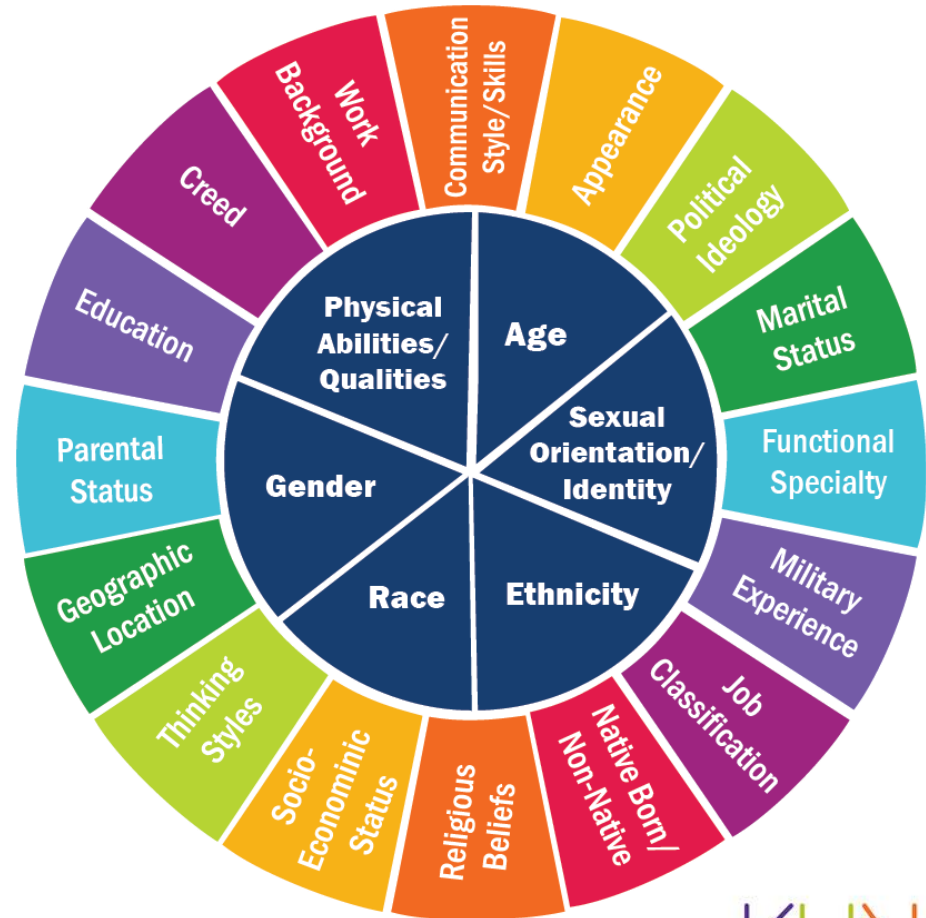 Communication
Style/Skills
Appearance
Political
Ideology
Marital
Status
Functional
Specialty
Military
Experience
Job
Classification
Native Born/
Non-Native
Religious
Beliefs
Socio-
Econominic
Status
Thinking
Styles
Geographic
Location
Parental
Status
Education
Creed
Work
Background
Physical
Abilities/
Qualities
Age
Sexual
Orientation/
Identity
Ethnicity
Race
Gender